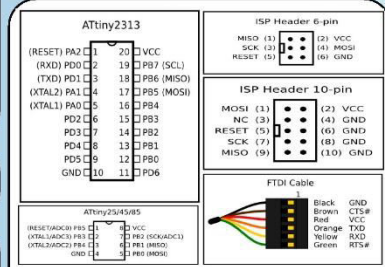 ATtiny2313
(RESET) PA2 1 20 VCC
(RXD) PD0 2 19 PB7 (SCL)
(TXD) PD1 3 18 PB6 (MISO)
(XTAL2) PA1 4 17 PB5 (MOSI)
(XTAL1) PA0 5 16 PB4
PD2 6 15 PB3
PD3 7 14 PB2
PD4 8 13 PB1
PD5 9 12 PB0
GND 10 11 PD6
ATtiny25/45/85
(RESET/ADC0) PB5 1 8 VCC
(XTAL1/ADC3) PB3 2 7 PB2 (SCK/ADC1)
(XTAL2/ADC2) PB4 3 6 PB1 (MISO)
GND 4 5 PB0 (MOSI)
ISP Header 6-pin
MISO (1) (2) VCC
SCK (3) (4) MOSI
RESET (5) (6) GND
ISP Header 10-pin
MOSI (1) (2) VCC
NC (3) (4) GND
RESET (5) (6) GND
SCK (7) (8) GND
MISO (9) (10) GND
FTDI Cable
1
Black GND
Brown CTS#
Red VCC
Orange TXD
Yellow RXD
Green RTS#